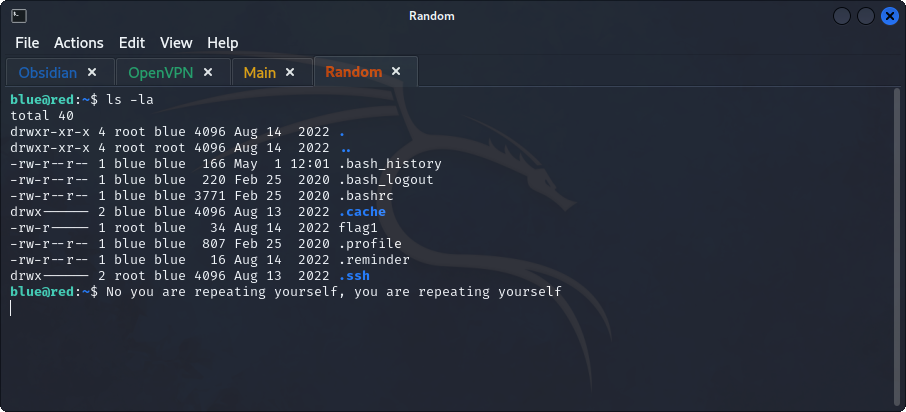 Random
File Actions Edit View Help
Obsidian × OpenVPN × Main × Random ×
blue@red:~$ ls -la
total 40
drwxr-xr-x 4 root blue 4096 Aug 14  2022 .
drwxr-xr-x 4 root root 4096 Aug 14  2022 ..
-rw-r--r-- 1 blue blue  166 May  1 12:01 .bash_history
-rw-r--r-- 1 blue blue  220 Feb 25  2020 .bash_logout
-rw-r--r-- 1 blue blue 3771 Feb 25  2020 .bashrc
drwx------ 2 blue blue 4096 Aug 13  2022 .cache
-rw-r----- 1 root blue   34 Aug 14  2022 flag1
-rw-r--r-- 1 blue blue  807 Feb 25  2020 .profile
-rw-r--r-- 1 blue blue   16 Aug 14  2022 .reminder
drwx------ 2 root blue 4096 Aug 13  2022 .ssh
blue@red:~$ No you are repeating yourself, you are repeating yourself